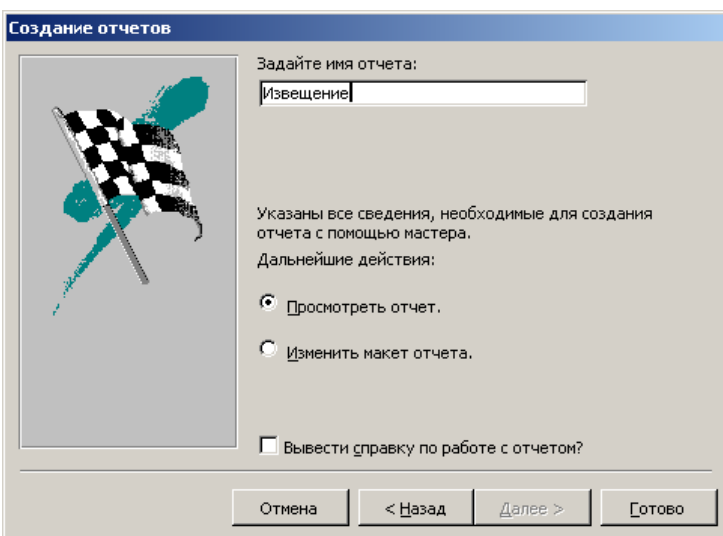 Создание отчетов
Задайте имя отчета:
Извещение
Указаны все сведения, необходимые для создания
отчета с помощью мастера.
Дальнейшие действия:
Просмотреть отчет.
Изменить макет отчета.
Вывести справку по работе с отчетом?
Отмена
< Назад
Далее >
Готово